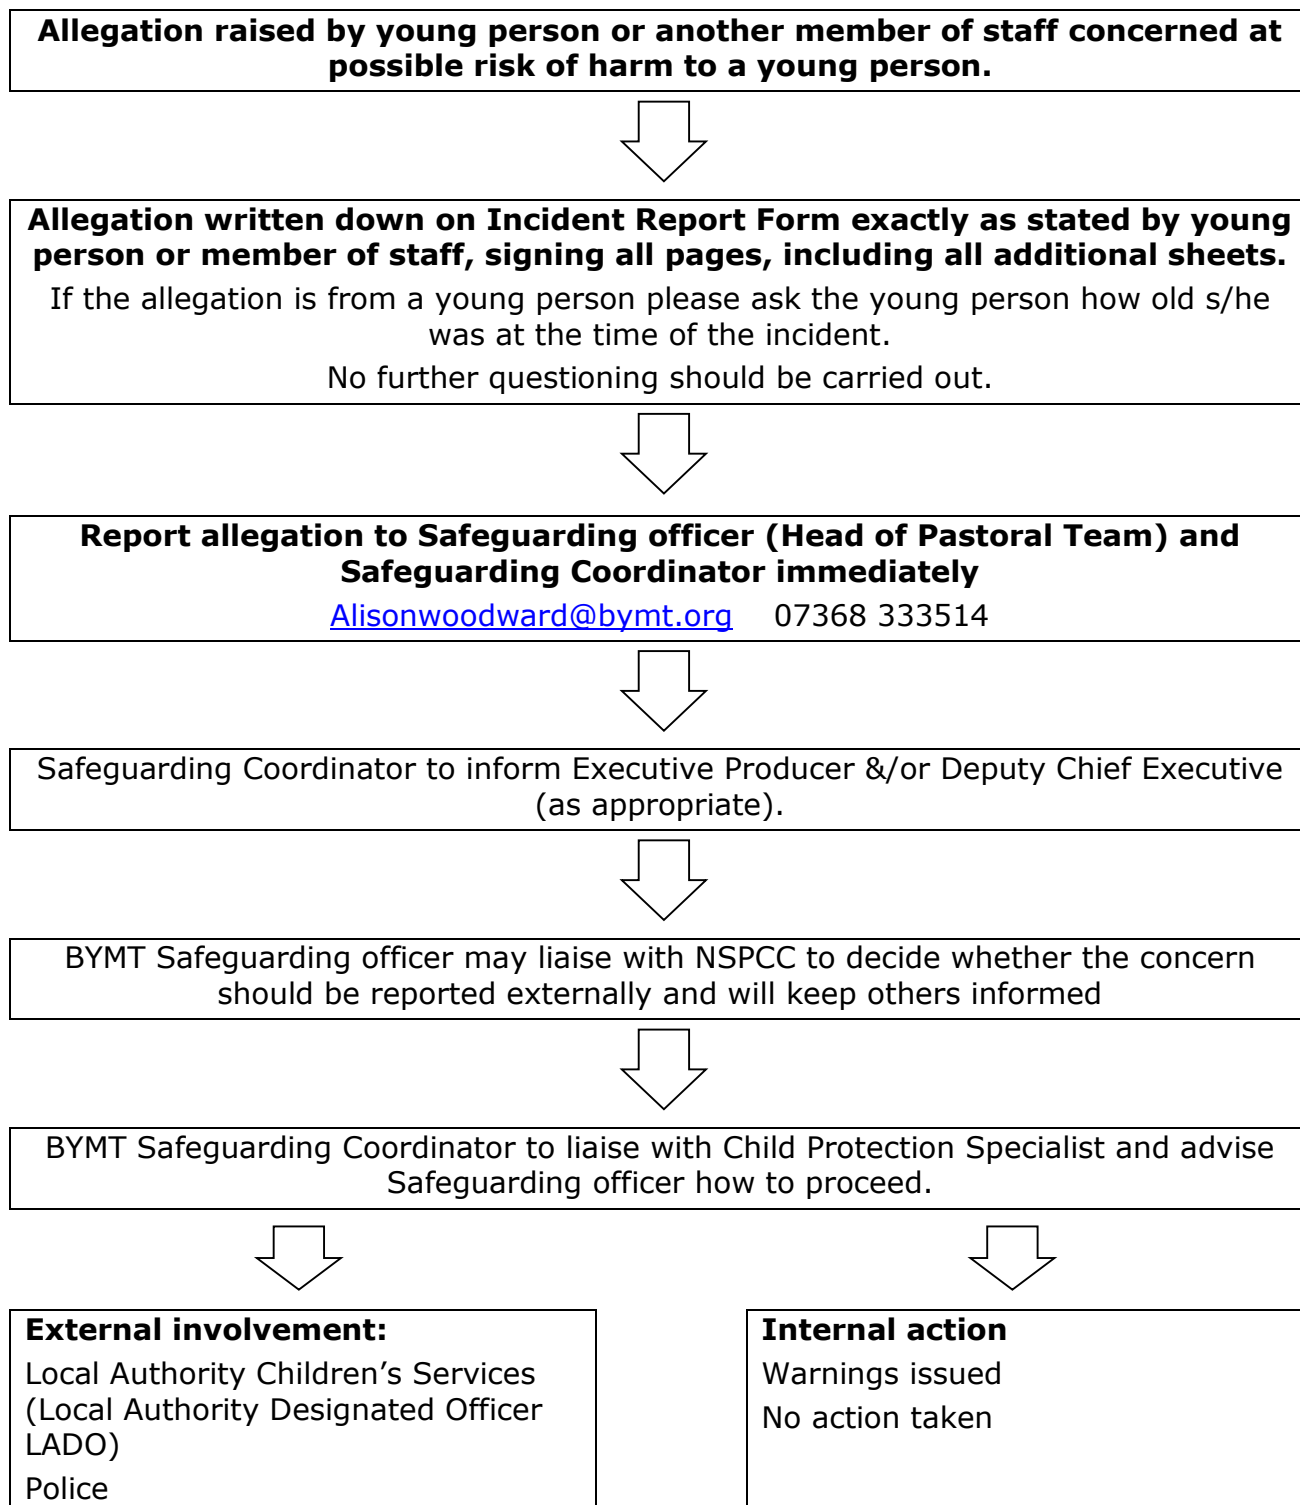 Allegation raised by young person or another member of staff concerned at
possible risk of harm to a young person.
Allegation written down on Incident Report Form exactly as stated by young
person or member of staff, signing all pages, including all additional sheets.
If the allegation is from a young person please ask the young person how old s/he
was at the time of the incident.
No further questioning should be carried out.
Report allegation to Safeguarding officer (Head of Pastoral Team) and
Safeguarding Coordinator immediately
Alisonwoodward@bymt.org 07368 333514
Safeguarding Coordinator to inform Executive Producer &/or Deputy Chief Executive
(as appropriate).
BYMT Safeguarding officer may liaise with NSPCC to decide whether the concern
should be reported externally and will keep others informed
BYMT Safeguarding Coordinator to liaise with Child Protection Specialist and advise
Safeguarding officer how to proceed.
External involvement:
Local Authority Children’s Services
(Local Authority Designated Officer
LADO)
Police
Internal action
Warnings issued
No action taken